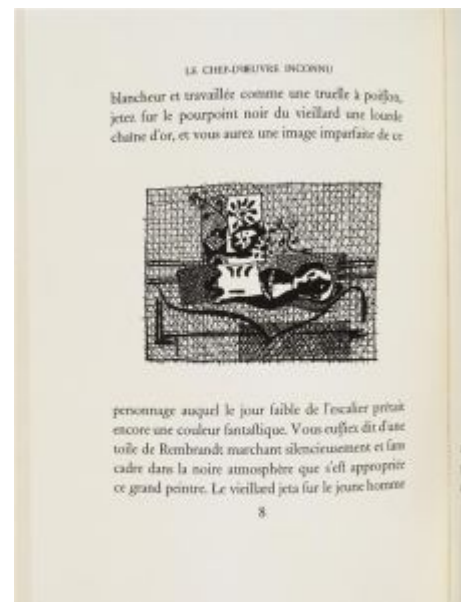 LE CHEF-D'ŒUVRE INCONNU
blancheur et travaillée comme une truelle à poiſſon,
jetez ſur le pourpoint noir du vieillard une lourde
chaîne d'or, et vous aurez une image imparfaite de ce
personnage auquel le jour faible de l'escalier prêtait
encore une couleur fantaſtique. Vous euſſiez dit d'une
toile de Rembrandt marchant silencieusement et ſans
cadre dans la noire atmoſphère que s'eſt appropriée
ce grand peintre. Le vieillard jeta ſur le jeune homme
8